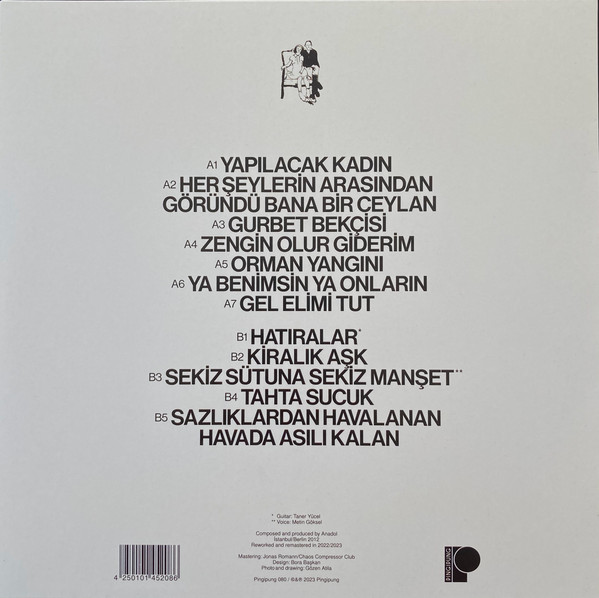 A1 YAPILACAK KADIN
A2 HER ŞEYLERİN ARASINDAN
GÖRÜNDÜ BANA BİR CEYLAN
A3 GURBET BEKÇİSİ
A4 ZENGİN OLUR GİDERİM
A5 ORMAN YANGINI
A6 YA BENİMSİN YA ONLARIN
A7 GEL ELİMİ TUT
B1 HATIRALAR*
B2 KİRALIK AŞK
B3 SEKİZ SÜTUNA SEKİZ MANŞET**
B4 TAHTA SUCUK
B5 SAZLIKLARDAN HAVALANAN
HAVADA ASILI KALAN
* Guitar: Taner Yücel
** Voice: Metin Göksel
Composed and produced by Anadol
İstanbul/Berlin 2012
Reworked and remastered in 2022/2023
Mastering: Jonas Romann/Chaos Compressor Club
Design: Bora Başkan
Photo and drawing: Gözen Atila
Pingipung 080 / ©&℗ 2023 Pingipung
4 250101 452086
PINGIPUNG